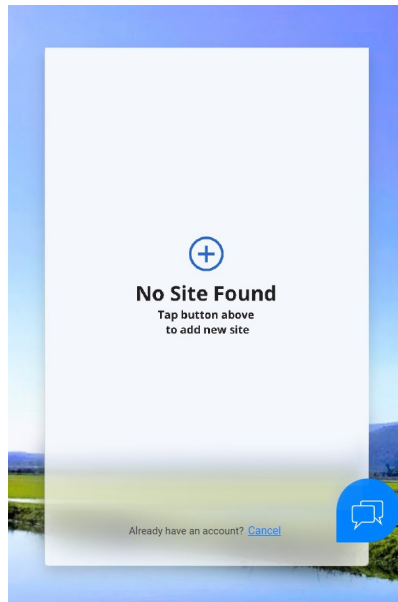 No Site Found
Tap button above
to add new site
Already have an account? Cancel